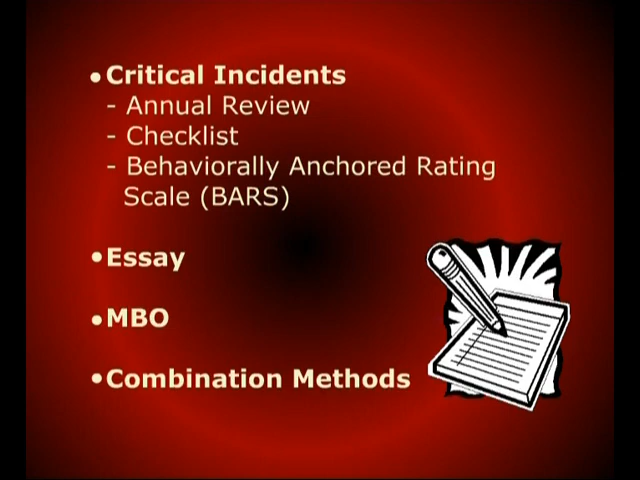 • Critical Incidents
- Annual Review
- Checklist
- Behaviorally Anchored Rating
Scale (BARS)
• Essay
• MBO
• Combination Methods